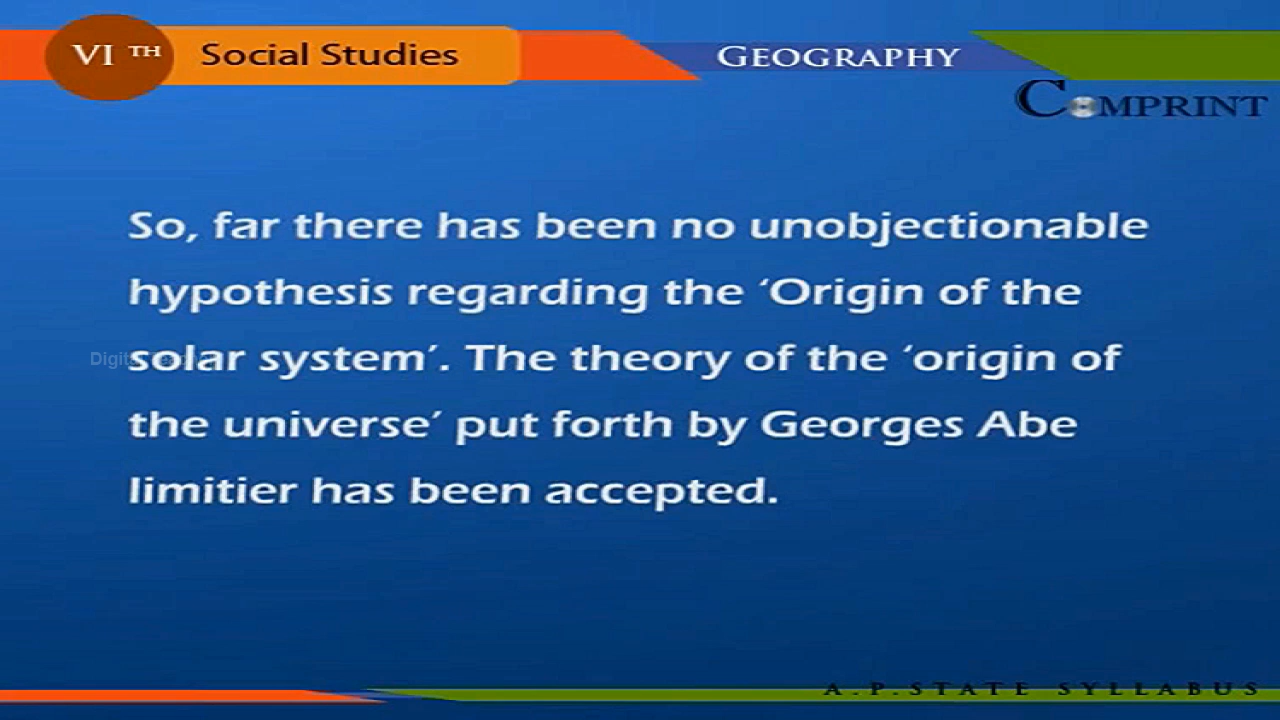 VI TH Social Studies GEOGRAPHY
COMPRINT
So, far there has been no unobjectionable
hypothesis regarding the ‘Origin of the
solar system’. The theory of the ‘origin of
the universe’ put forth by Georges Abe
limitier has been accepted.
A.P.STATE SYLLABUS